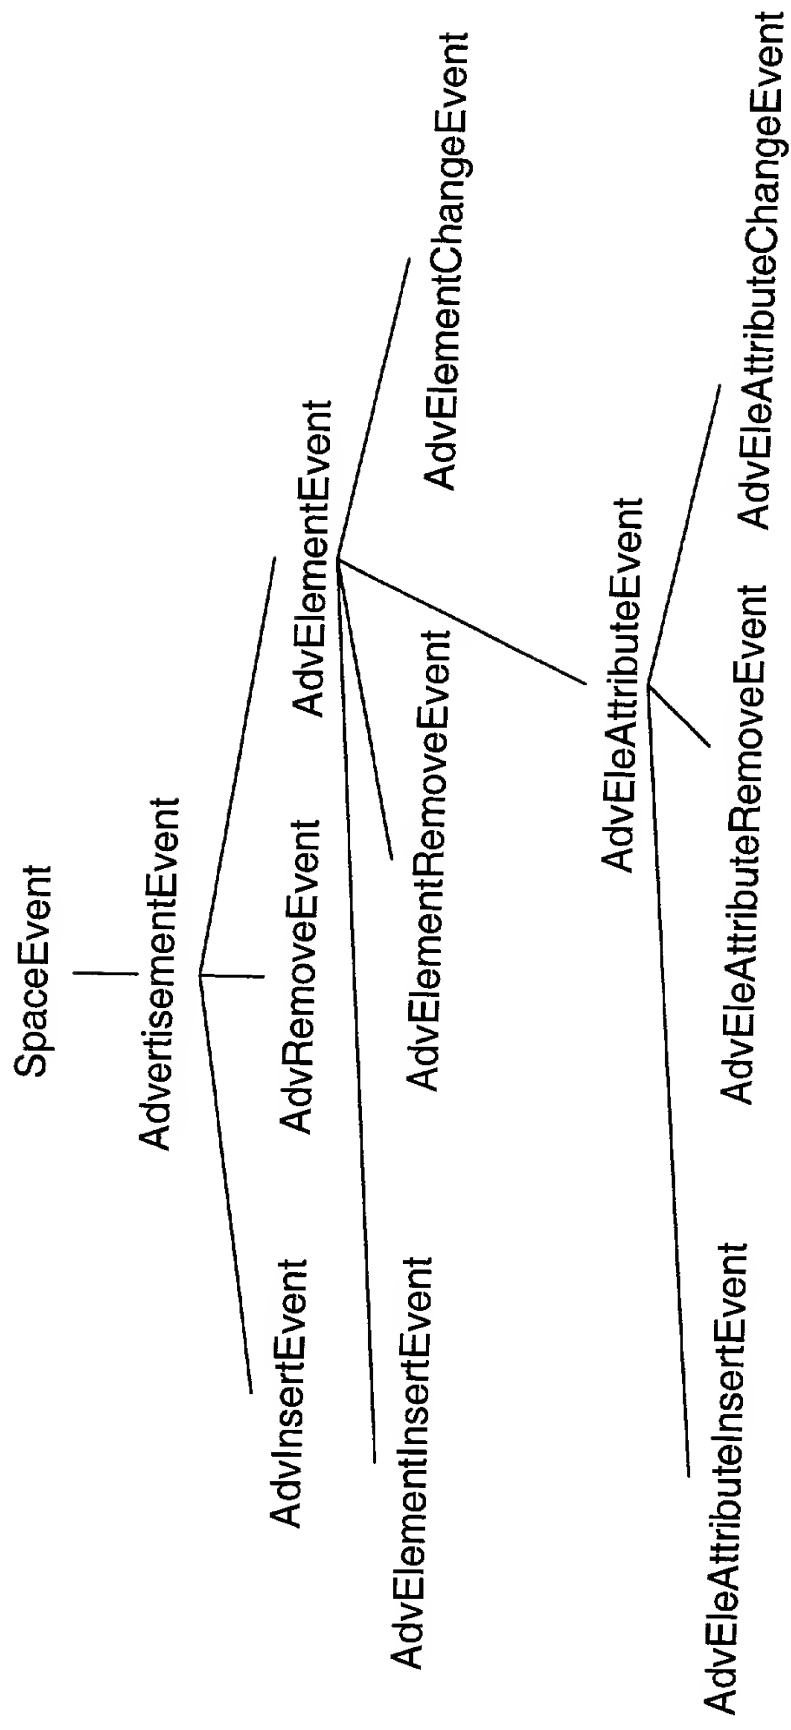 SpaceEvent
AdvertisementEvent
AdvInsertEvent
AdvRemoveEvent
AdvElementEvent
AdvElementInsertEvent
AdvElementRemoveEvent
AdvElementChangeEvent
AdvEleAttributeEvent
AdvEleAttributeInsertEvent
AdvEleAttributeRemoveEvent
AdvEleAttributeChangeEvent